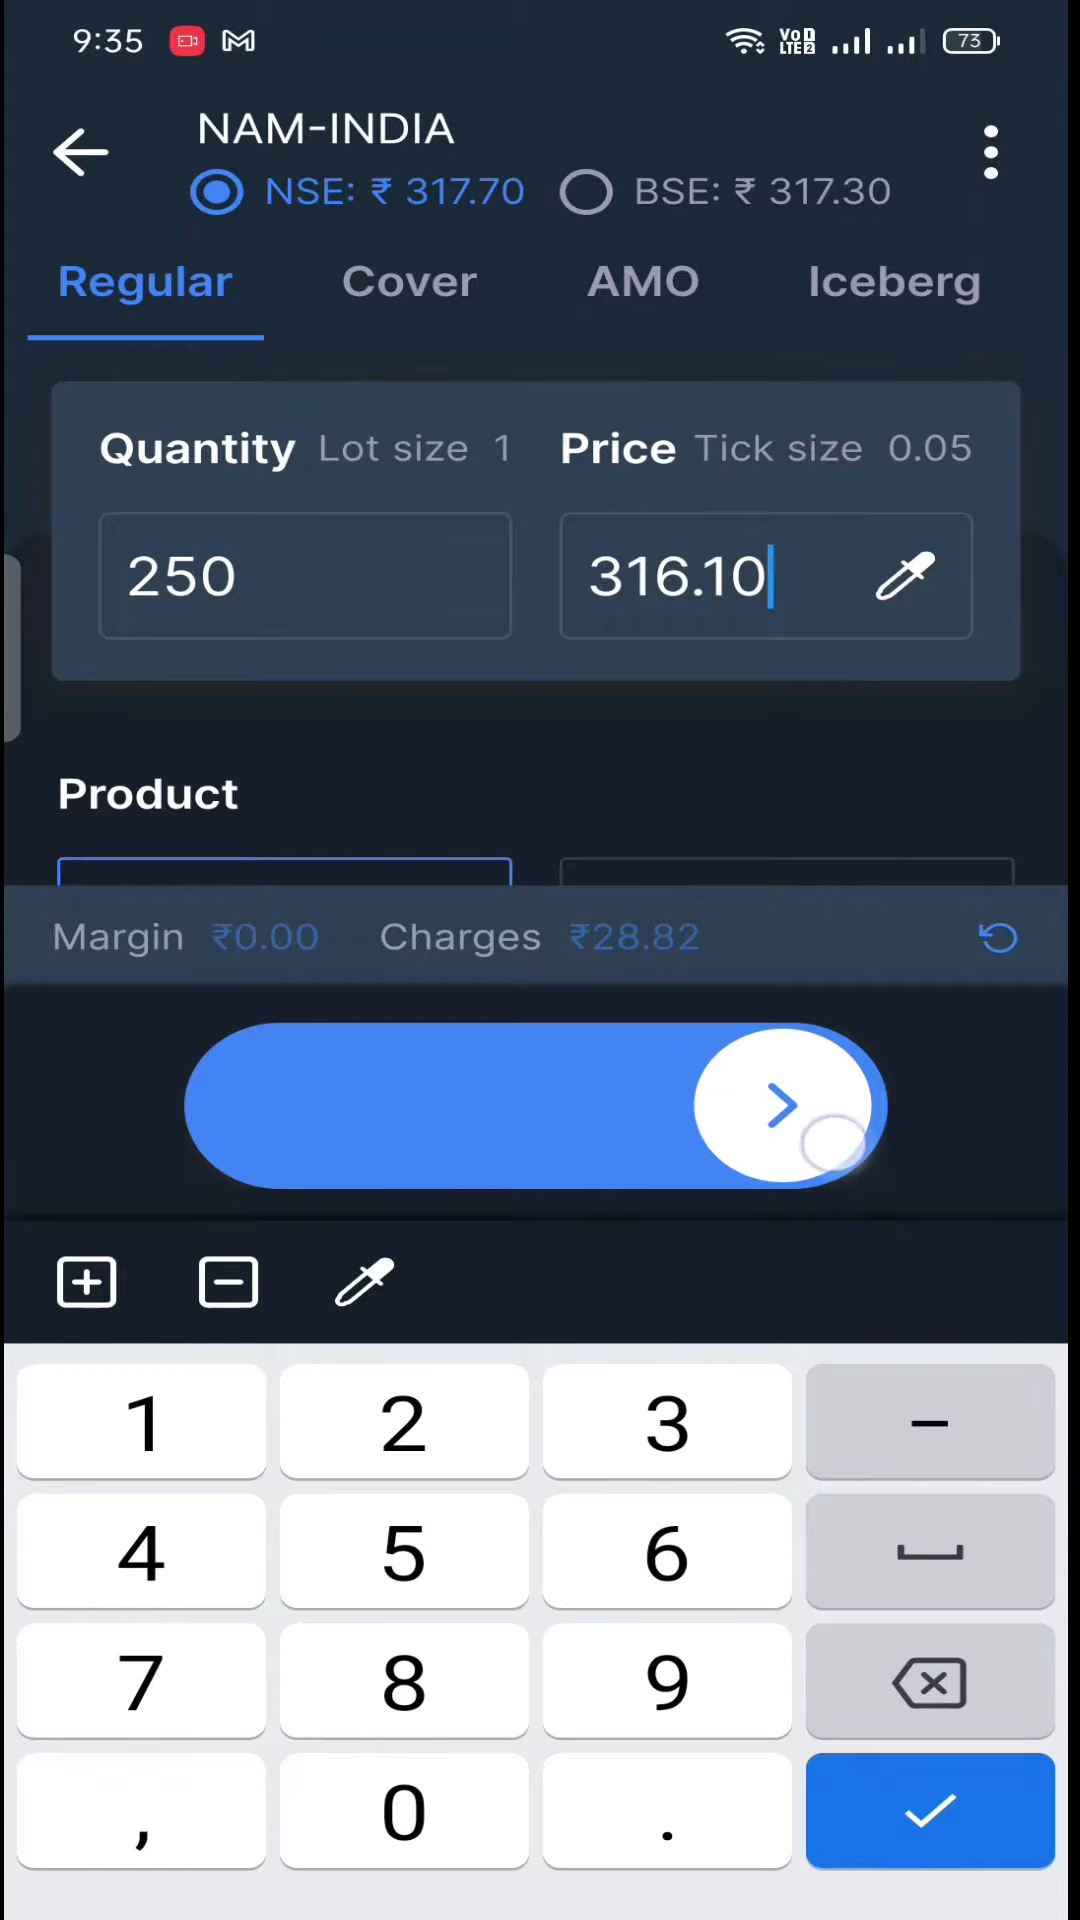 9:35 Vo LTE2 73
NAM-INDIA
NSE: ₹ 317.70 BSE: ₹ 317.30
Regular Cover AMO Iceberg
Quantity Lot size 1 Price Tick size 0.05
250 316.10
Product
Margin ₹0.00 Charges ₹28.82
1 2 3 –
4 5 6
7 8 9
, 0 .